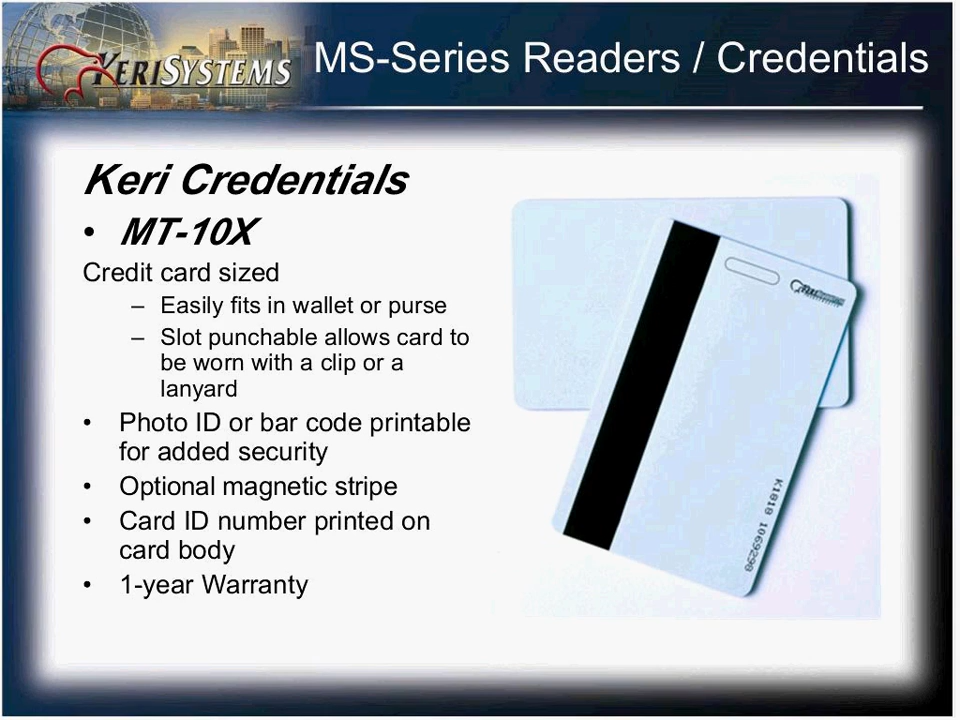 KERISYSTEMS
MS-Series Readers / Credentials
Keri Credentials
• MT-10X
Credit card sized
– Easily fits in wallet or purse
– Slot punchable allows card to
be worn with a clip or a
lanyard
• Photo ID or bar code printable
for added security
• Optional magnetic stripe
• Card ID number printed on
card body
• 1-year Warranty
K1818 1069298